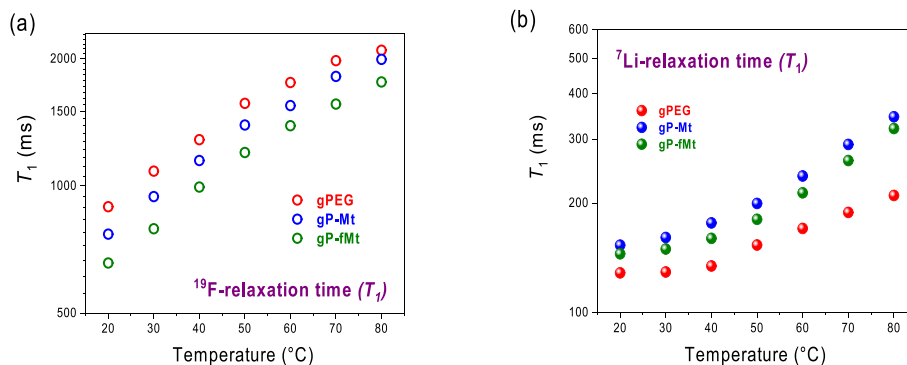 (a)
2000
1500
1000
500
T₁ (ms)
gPEG
gP-Mt
gP-fMt
¹⁹F-relaxation time (T₁)
20 30 40 50 60 70 80
Temperature (°C)
(b)
600
500
400
300
200
100
T₁ (ms)
⁷Li-relaxation time (T₁)
gPEG
gP-Mt
gP-fMt
20 30 40 50 60 70 80
Temperature (°C)